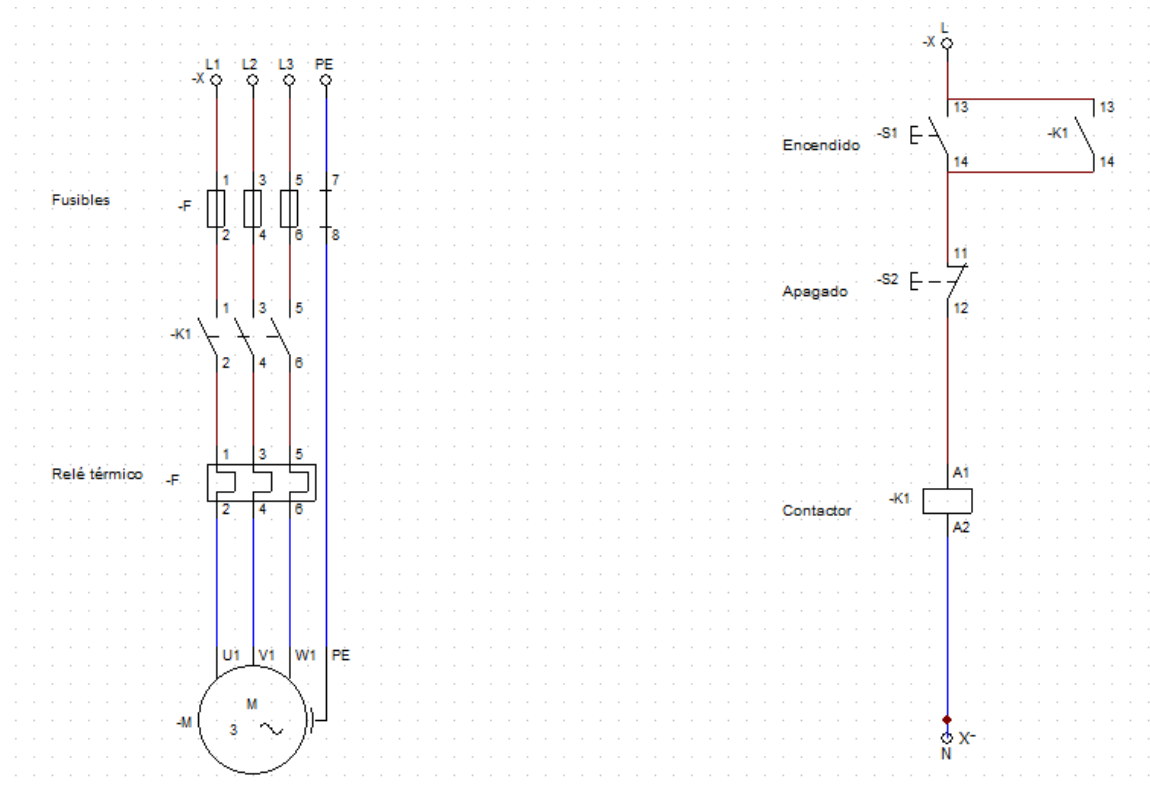 L1 L2 L3 PE
-X
1 3 5 7
Fusibles -F
2 4 6 8
1 3 5
-K1
2 4 6
1 3 5
Relé térmico -F
2 4 6
U1 V1 W1 PE
M
-M 3
L
-X
13 13
Encendido -S1 -K1
14 14
11
Apagado -S2
12
A1
Contactor -K1
A2
X-
N